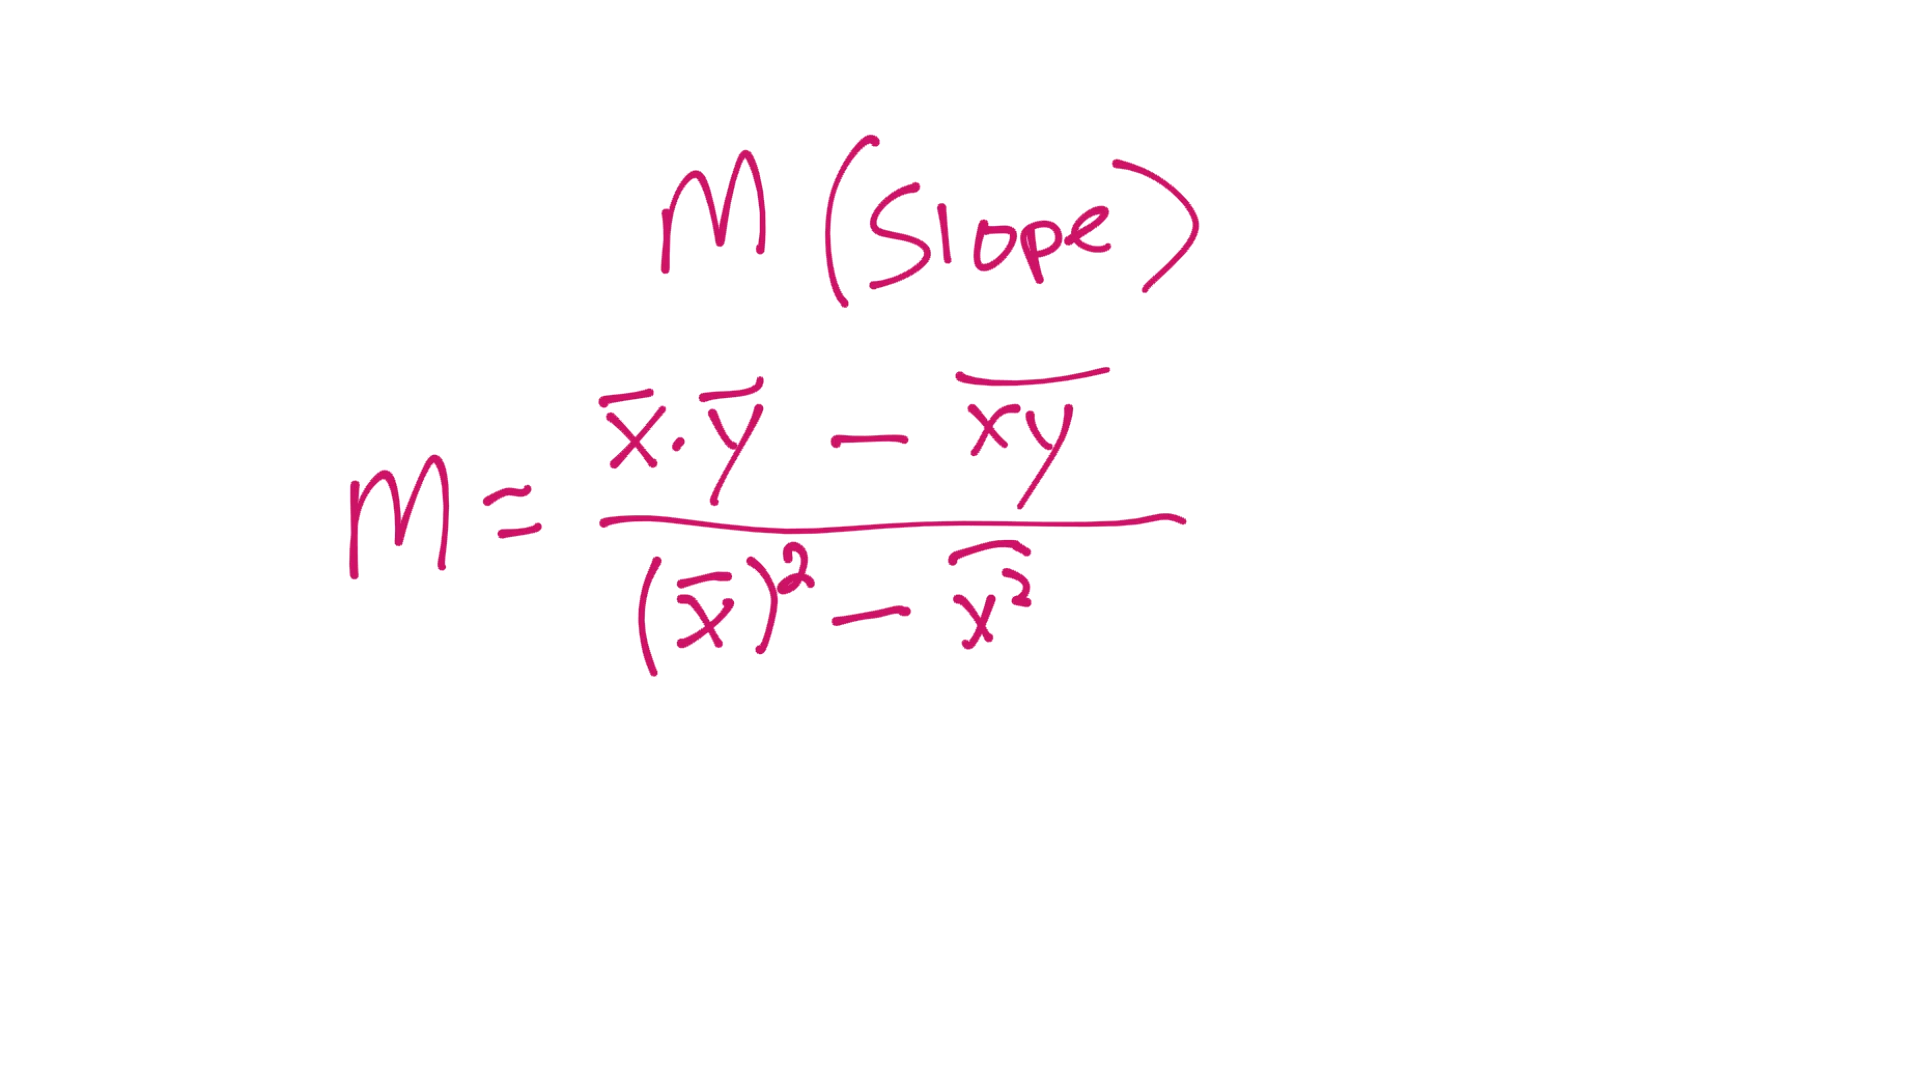 M (Slope)
M = (x̄ · ȳ − x̅y̅) / ((x̄)² − x̅²̅)